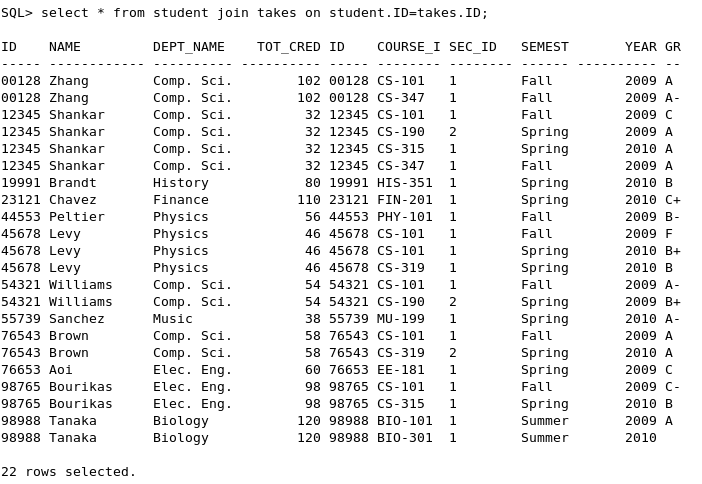 SQL> select * from student join takes on student.ID=takes.ID;
ID    NAME         DEPT_NAME    TOT_CRED ID    COURSE_I SEC_ID   SEMEST       YEAR GR
----- ------------ ---------- ---------- ----- -------- -------- ------ ---------- --
00128 Zhang        Comp. Sci.        102 00128 CS-101   1        Fall         2009 A
00128 Zhang        Comp. Sci.        102 00128 CS-347   1        Fall         2009 A-
12345 Shankar      Comp. Sci.         32 12345 CS-101   1        Fall         2009 C
12345 Shankar      Comp. Sci.         32 12345 CS-190   2        Spring       2009 A
12345 Shankar      Comp. Sci.         32 12345 CS-315   1        Spring       2010 A
12345 Shankar      Comp. Sci.         32 12345 CS-347   1        Fall         2009 A
19991 Brandt       History            80 19991 HIS-351  1        Spring       2010 B
23121 Chavez       Finance           110 23121 FIN-201  1        Spring       2010 C+
44553 Peltier      Physics            56 44553 PHY-101  1        Fall         2009 B-
45678 Levy         Physics            46 45678 CS-101   1        Fall         2009 F
45678 Levy         Physics            46 45678 CS-101   1        Spring       2010 B+
45678 Levy         Physics            46 45678 CS-319   1        Spring       2010 B
54321 Williams     Comp. Sci.         54 54321 CS-101   1        Fall         2009 A-
54321 Williams     Comp. Sci.         54 54321 CS-190   2        Spring       2009 B+
55739 Sanchez      Music              38 55739 MU-199   1        Spring       2010 A-
76543 Brown        Comp. Sci.         58 76543 CS-101   1        Fall         2009 A
76543 Brown        Comp. Sci.         58 76543 CS-319   2        Spring       2010 A
76653 Aoi          Elec. Eng.         60 76653 EE-181   1        Spring       2009 C
98765 Bourikas     Elec. Eng.         98 98765 CS-101   1        Fall         2009 C-
98765 Bourikas     Elec. Eng.         98 98765 CS-315   1        Spring       2010 B
98988 Tanaka       Biology           120 98988 BIO-101  1        Summer       2009 A
98988 Tanaka       Biology           120 98988 BIO-301  1        Summer       2010
22 rows selected.